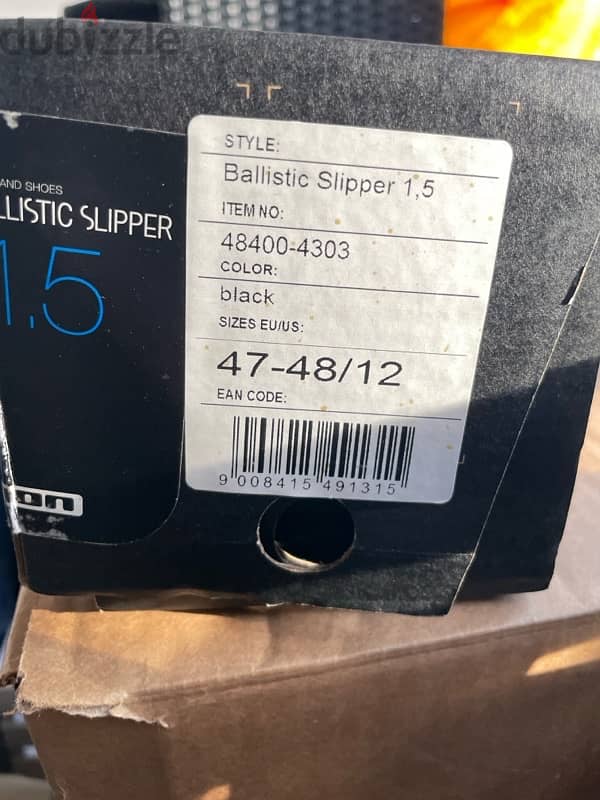 dubizzle
AND SHOES
LLISTIC SLIPPER
1.5
ion
STYLE:
Ballistic Slipper 1,5
ITEM NO:
48400-4303
COLOR:
black
SIZES EU/US:
47-48/12
EAN CODE:
9 008415 491315